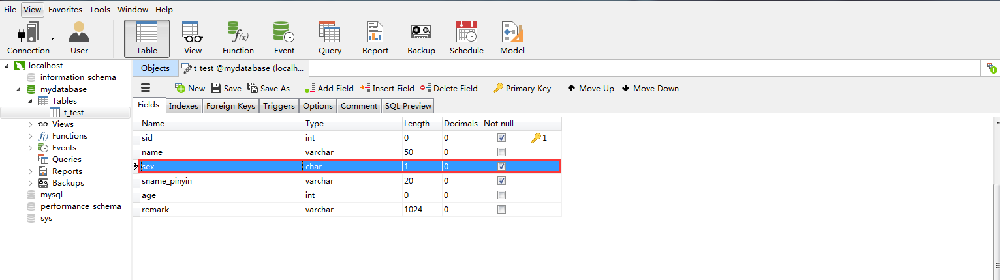 File View Favorites Tools Window Help
Connection User Table View Function Event Query Report Backup Schedule Model
localhost
information_schema
mydatabase
Tables
t_test
Views
Functions
Events
Queries
Reports
Backups
mysql
performance_schema
sys
Objects t_test @mydatabase (localh...
New Save Save As Add Field Insert Field Delete Field Primary Key Move Up Move Down
Fields Indexes Foreign Keys Triggers Options Comment SQL Preview
Name Type Length Decimals Not null
sid int 0 0 1
name varchar 50 0
sex char 1 0
sname_pinyin varchar 20 0
age int 0 0
remark varchar 1024 0